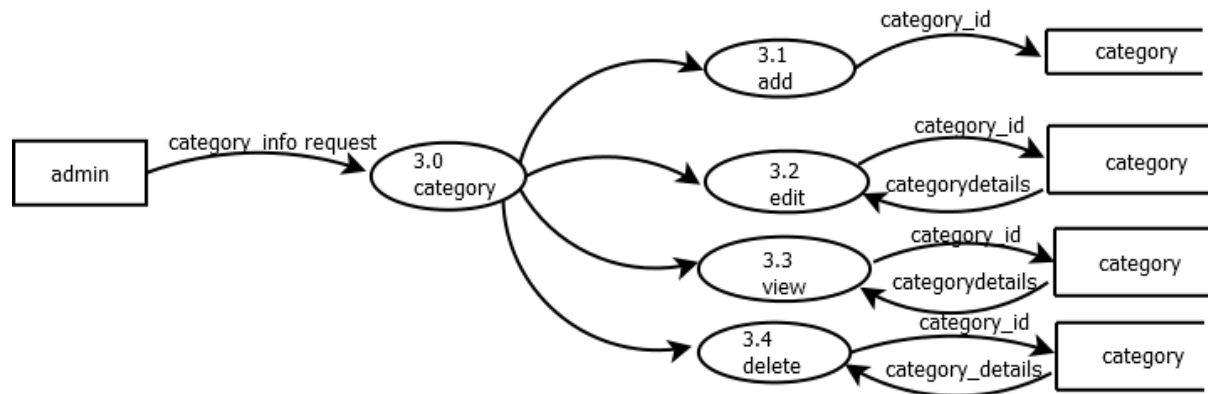 category_id
3.1
add
category
category_info request
admin
3.0
category
category_id
3.2
edit
categorydetails
category
category_id
3.3
view
categorydetails
category
category_id
3.4
delete
category_details
category